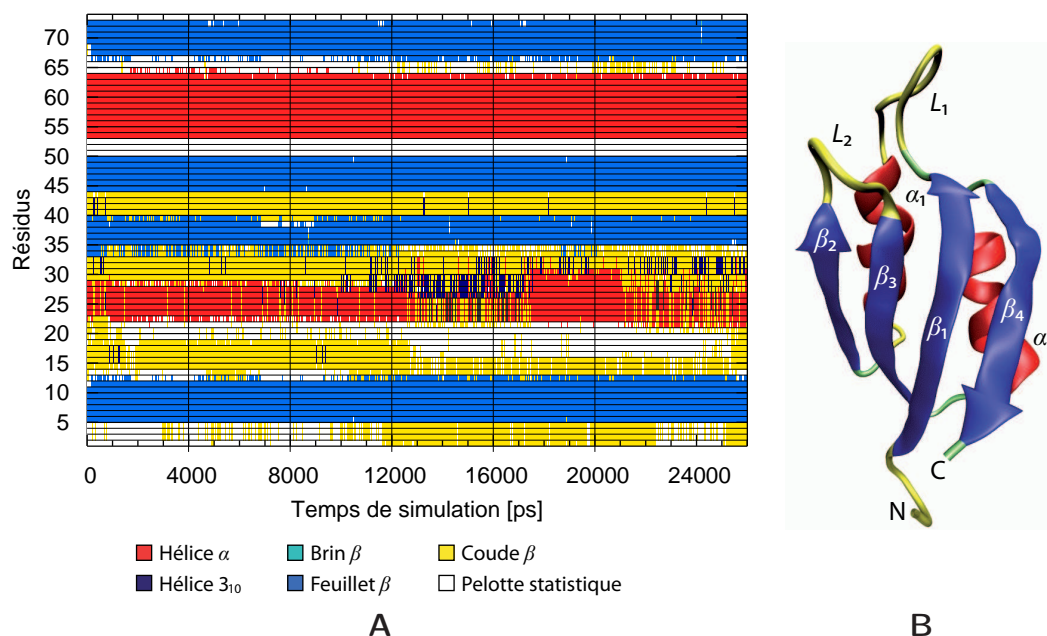 Résidus
70
65
60
55
50
45
40
35
30
25
20
15
10
5
0 4000 8000 12000 16000 20000 24000
Temps de simulation [ps]
Hélice α Brin β Coude β
Hélice 3₁₀ Feuillet β Pelotte statistique
A
L₁
L₂
α₁
β₂
β₃
β₁
β₄
α
C
N
B